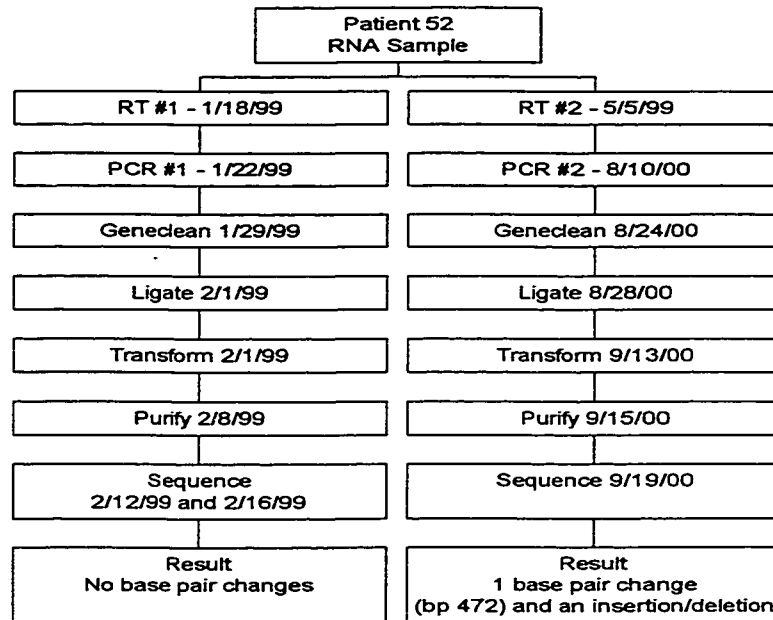 Patient 52
RNA Sample
RT #1 - 1/18/99
PCR #1 - 1/22/99
Geneclean 1/29/99
Ligate 2/1/99
Transform 2/1/99
Purify 2/8/99
Sequence
2/12/99 and 2/16/99
Result
No base pair changes
RT #2 - 5/5/99
PCR #2 - 8/10/00
Geneclean 8/24/00
Ligate 8/28/00
Transform 9/13/00
Purify 9/15/00
Sequence 9/19/00
Result
1 base pair change
(bp 472) and an insertion/deletion